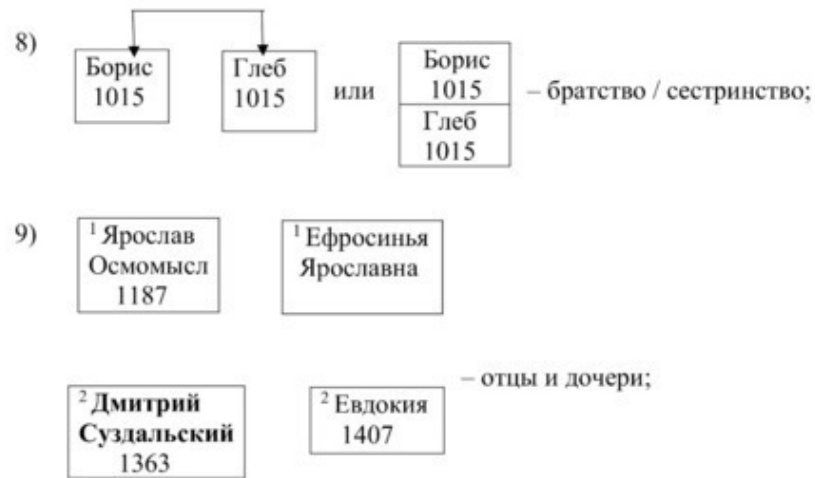 8)
Борис
1015
Глеб
1015
или
Борис
1015
Глеб
1015
– братство / сестринство;
9)
¹ Ярослав
Осмомысл
1187
¹ Ефросинья
Ярославна
² Дмитрий
Суздальский
1363
² Евдокия
1407
– отцы и дочери;